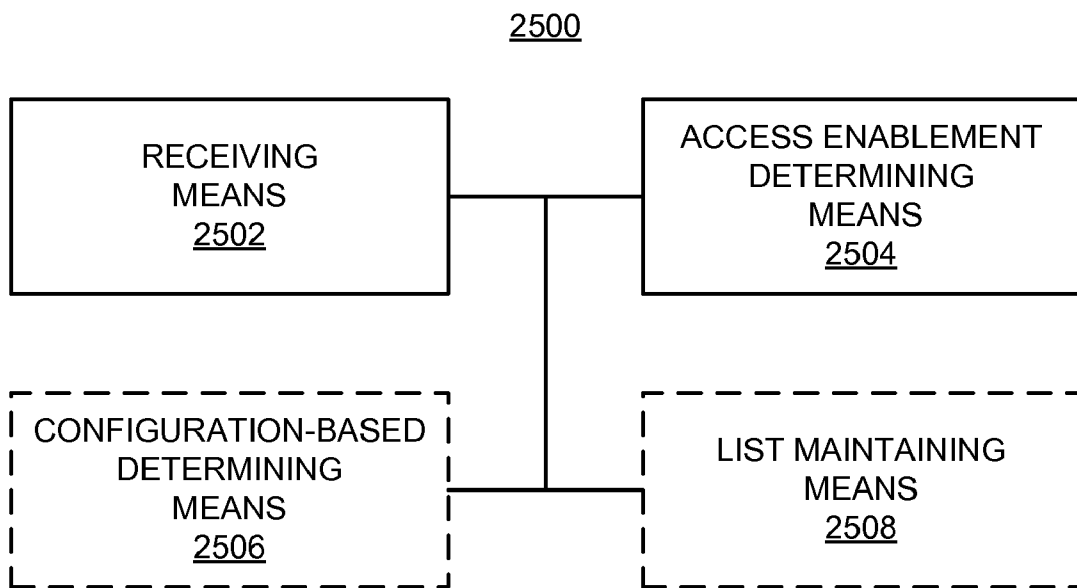 2500
RECEIVING
MEANS
2502
ACCESS ENABLEMENT
DETERMINING
MEANS
2504
CONFIGURATION-BASED
DETERMINING
MEANS
2506
LIST MAINTAINING
MEANS
2508